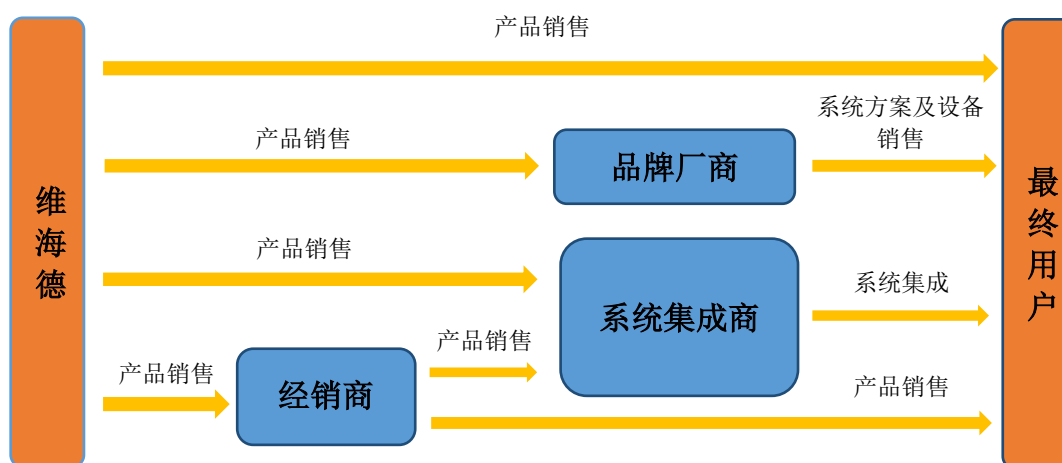 产品销售
系统方案及设备
销售
产品销售
品牌厂商
维海德
最终用户
产品销售
系统集成商
系统集成
产品销售
产品销售
经销商
产品销售